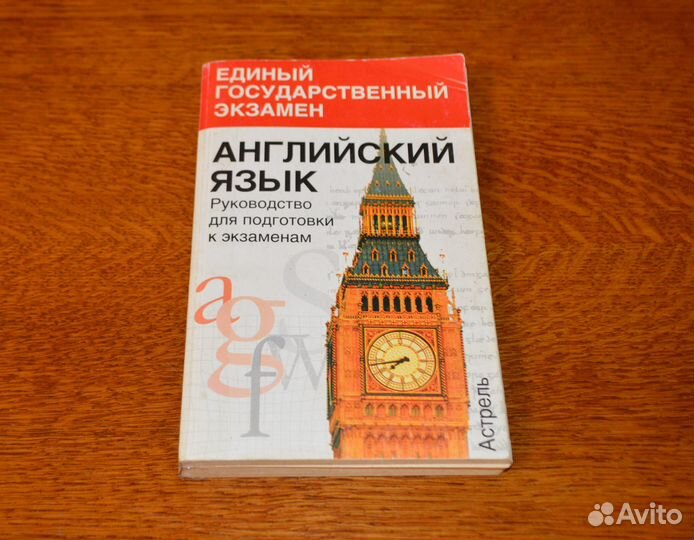 ЕДИНЫЙ
ГОСУДАРСТВЕННЫЙ
ЭКЗАМЕН
АНГЛИЙСКИЙ
ЯЗЫК
Руководство
для подготовки
к экзаменам
a
g
S
f
w
Астрель
Avito